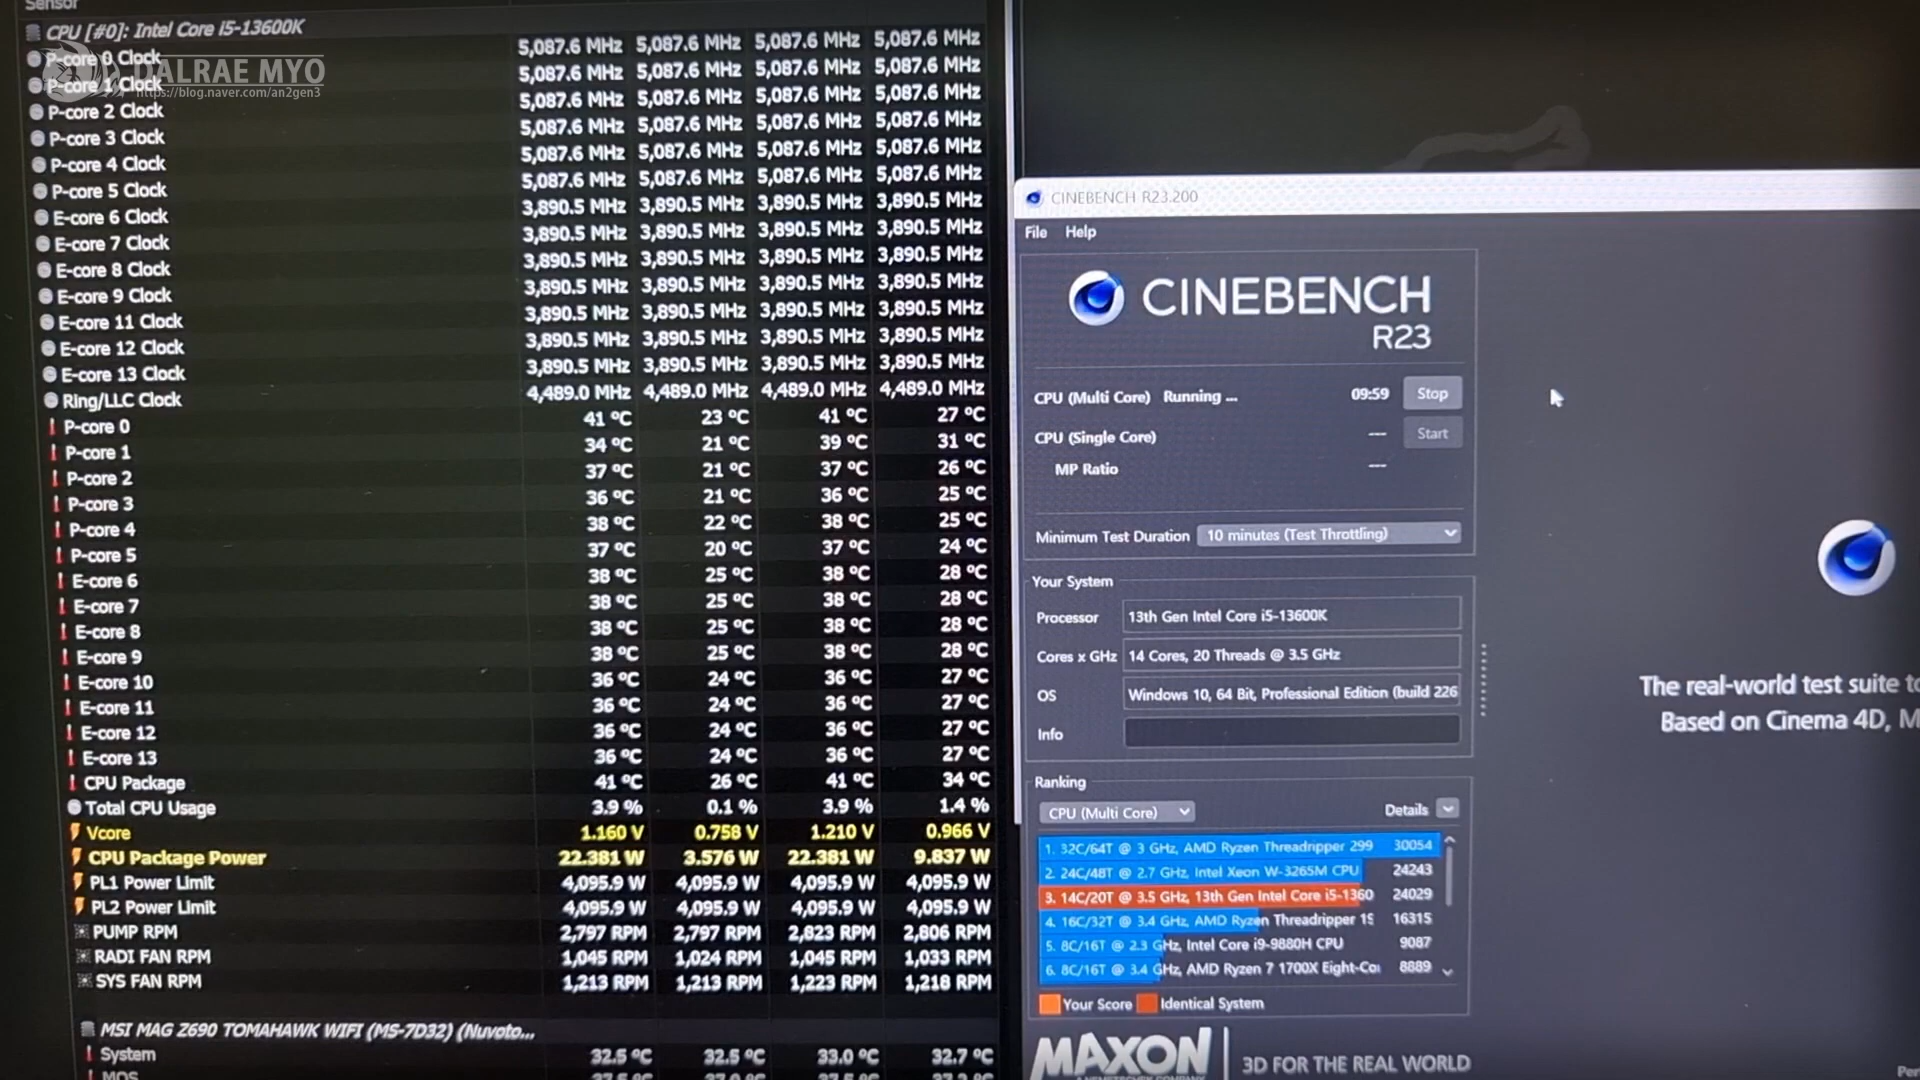 Sensor
CPU [#0]: Intel Core i5-13600K
DALRAE MYO
https://blog.naver.com/an2gen3
P-core 0 Clock 5,087.6 MHz 5,087.6 MHz 5,087.6 MHz 5,087.6 MHz
P-core 1 Clock 5,087.6 MHz 5,087.6 MHz 5,087.6 MHz 5,087.6 MHz
P-core 2 Clock 5,087.6 MHz 5,087.6 MHz 5,087.6 MHz 5,087.6 MHz
P-core 3 Clock 5,087.6 MHz 5,087.6 MHz 5,087.6 MHz 5,087.6 MHz
P-core 4 Clock 5,087.6 MHz 5,087.6 MHz 5,087.6 MHz 5,087.6 MHz
P-core 5 Clock 5,087.6 MHz 5,087.6 MHz 5,087.6 MHz 5,087.6 MHz
E-core 6 Clock 3,890.5 MHz 3,890.5 MHz 3,890.5 MHz 3,890.5 MHz
E-core 7 Clock 3,890.5 MHz 3,890.5 MHz 3,890.5 MHz 3,890.5 MHz
E-core 8 Clock 3,890.5 MHz 3,890.5 MHz 3,890.5 MHz 3,890.5 MHz
E-core 9 Clock 3,890.5 MHz 3,890.5 MHz 3,890.5 MHz 3,890.5 MHz
E-core 11 Clock 3,890.5 MHz 3,890.5 MHz 3,890.5 MHz 3,890.5 MHz
E-core 12 Clock 3,890.5 MHz 3,890.5 MHz 3,890.5 MHz 3,890.5 MHz
E-core 13 Clock 3,890.5 MHz 3,890.5 MHz 3,890.5 MHz 3,890.5 MHz
Ring/LLC Clock 4,489.0 MHz 4,489.0 MHz 4,489.0 MHz 4,489.0 MHz
P-core 0 41 °C 23 °C 41 °C 27 °C
P-core 1 34 °C 21 °C 39 °C 31 °C
P-core 2 37 °C 21 °C 37 °C 26 °C
P-core 3 36 °C 21 °C 36 °C 25 °C
P-core 4 38 °C 22 °C 38 °C 25 °C
P-core 5 37 °C 20 °C 37 °C 24 °C
E-core 6 38 °C 25 °C 38 °C 28 °C
E-core 7 38 °C 25 °C 38 °C 28 °C
E-core 8 38 °C 25 °C 38 °C 28 °C
E-core 9 38 °C 25 °C 38 °C 28 °C
E-core 10 36 °C 24 °C 36 °C 27 °C
E-core 11 36 °C 24 °C 36 °C 27 °C
E-core 12 36 °C 24 °C 36 °C 27 °C
E-core 13 36 °C 24 °C 36 °C 27 °C
CPU Package 41 °C 26 °C 41 °C 34 °C
Total CPU Usage 3.9 % 0.1 % 3.9 % 1.4 %
Vcore 1.160 V 0.758 V 1.210 V 0.966 V
CPU Package Power 22.381 W 3.576 W 22.381 W 9.837 W
PL1 Power Limit 4,095.9 W 4,095.9 W 4,095.9 W 4,095.9 W
PL2 Power Limit 4,095.9 W 4,095.9 W 4,095.9 W 4,095.9 W
PUMP RPM 2,797 RPM 2,797 RPM 2,823 RPM 2,806 RPM
RADI FAN RPM 1,045 RPM 1,024 RPM 1,045 RPM 1,033 RPM
SYS FAN RPM 1,213 RPM 1,213 RPM 1,223 RPM 1,218 RPM
MSI MAG Z690 TOMAHAWK WIFI (MS-7D32) (Nuvoto...
System 32.5 °C 32.5 °C 33.0 °C 32.7 °C
MOS
CINEBENCH R23.200
File Help
CINEBENCH
R23
CPU (Multi Core) Running ... 09:59 Stop
CPU (Single Core) --- Start
MP Ratio ---
Minimum Test Duration 10 minutes (Test Throttling)
Your System
Processor 13th Gen Intel Core i5-13600K
Cores x GHz 14 Cores, 20 Threads @ 3.5 GHz
OS Windows 10, 64 Bit, Professional Edition (build 226
Info
Ranking
CPU (Multi Core) Details
1. 32C/64T @ 3 GHz, AMD Ryzen Threadripper 299 30054
2. 24C/48T @ 2.7 GHz, Intel Xeon W-3265M CPU 24243
3. 14C/20T @ 3.5 GHz, 13th Gen Intel Core i5-1360 24029
4. 16C/32T @ 3.4 GHz, AMD Ryzen Threadripper 19 16315
5. 8C/16T @ 2.3 GHz, Intel Core i9-9880H CPU 9087
6. 8C/16T @ 3.4 GHz, AMD Ryzen 7 1700X Eight-Co 8889
Your Score Identical System
MAXON 3D FOR THE REAL WORLD
The real-world test suite to
Based on Cinema 4D, M